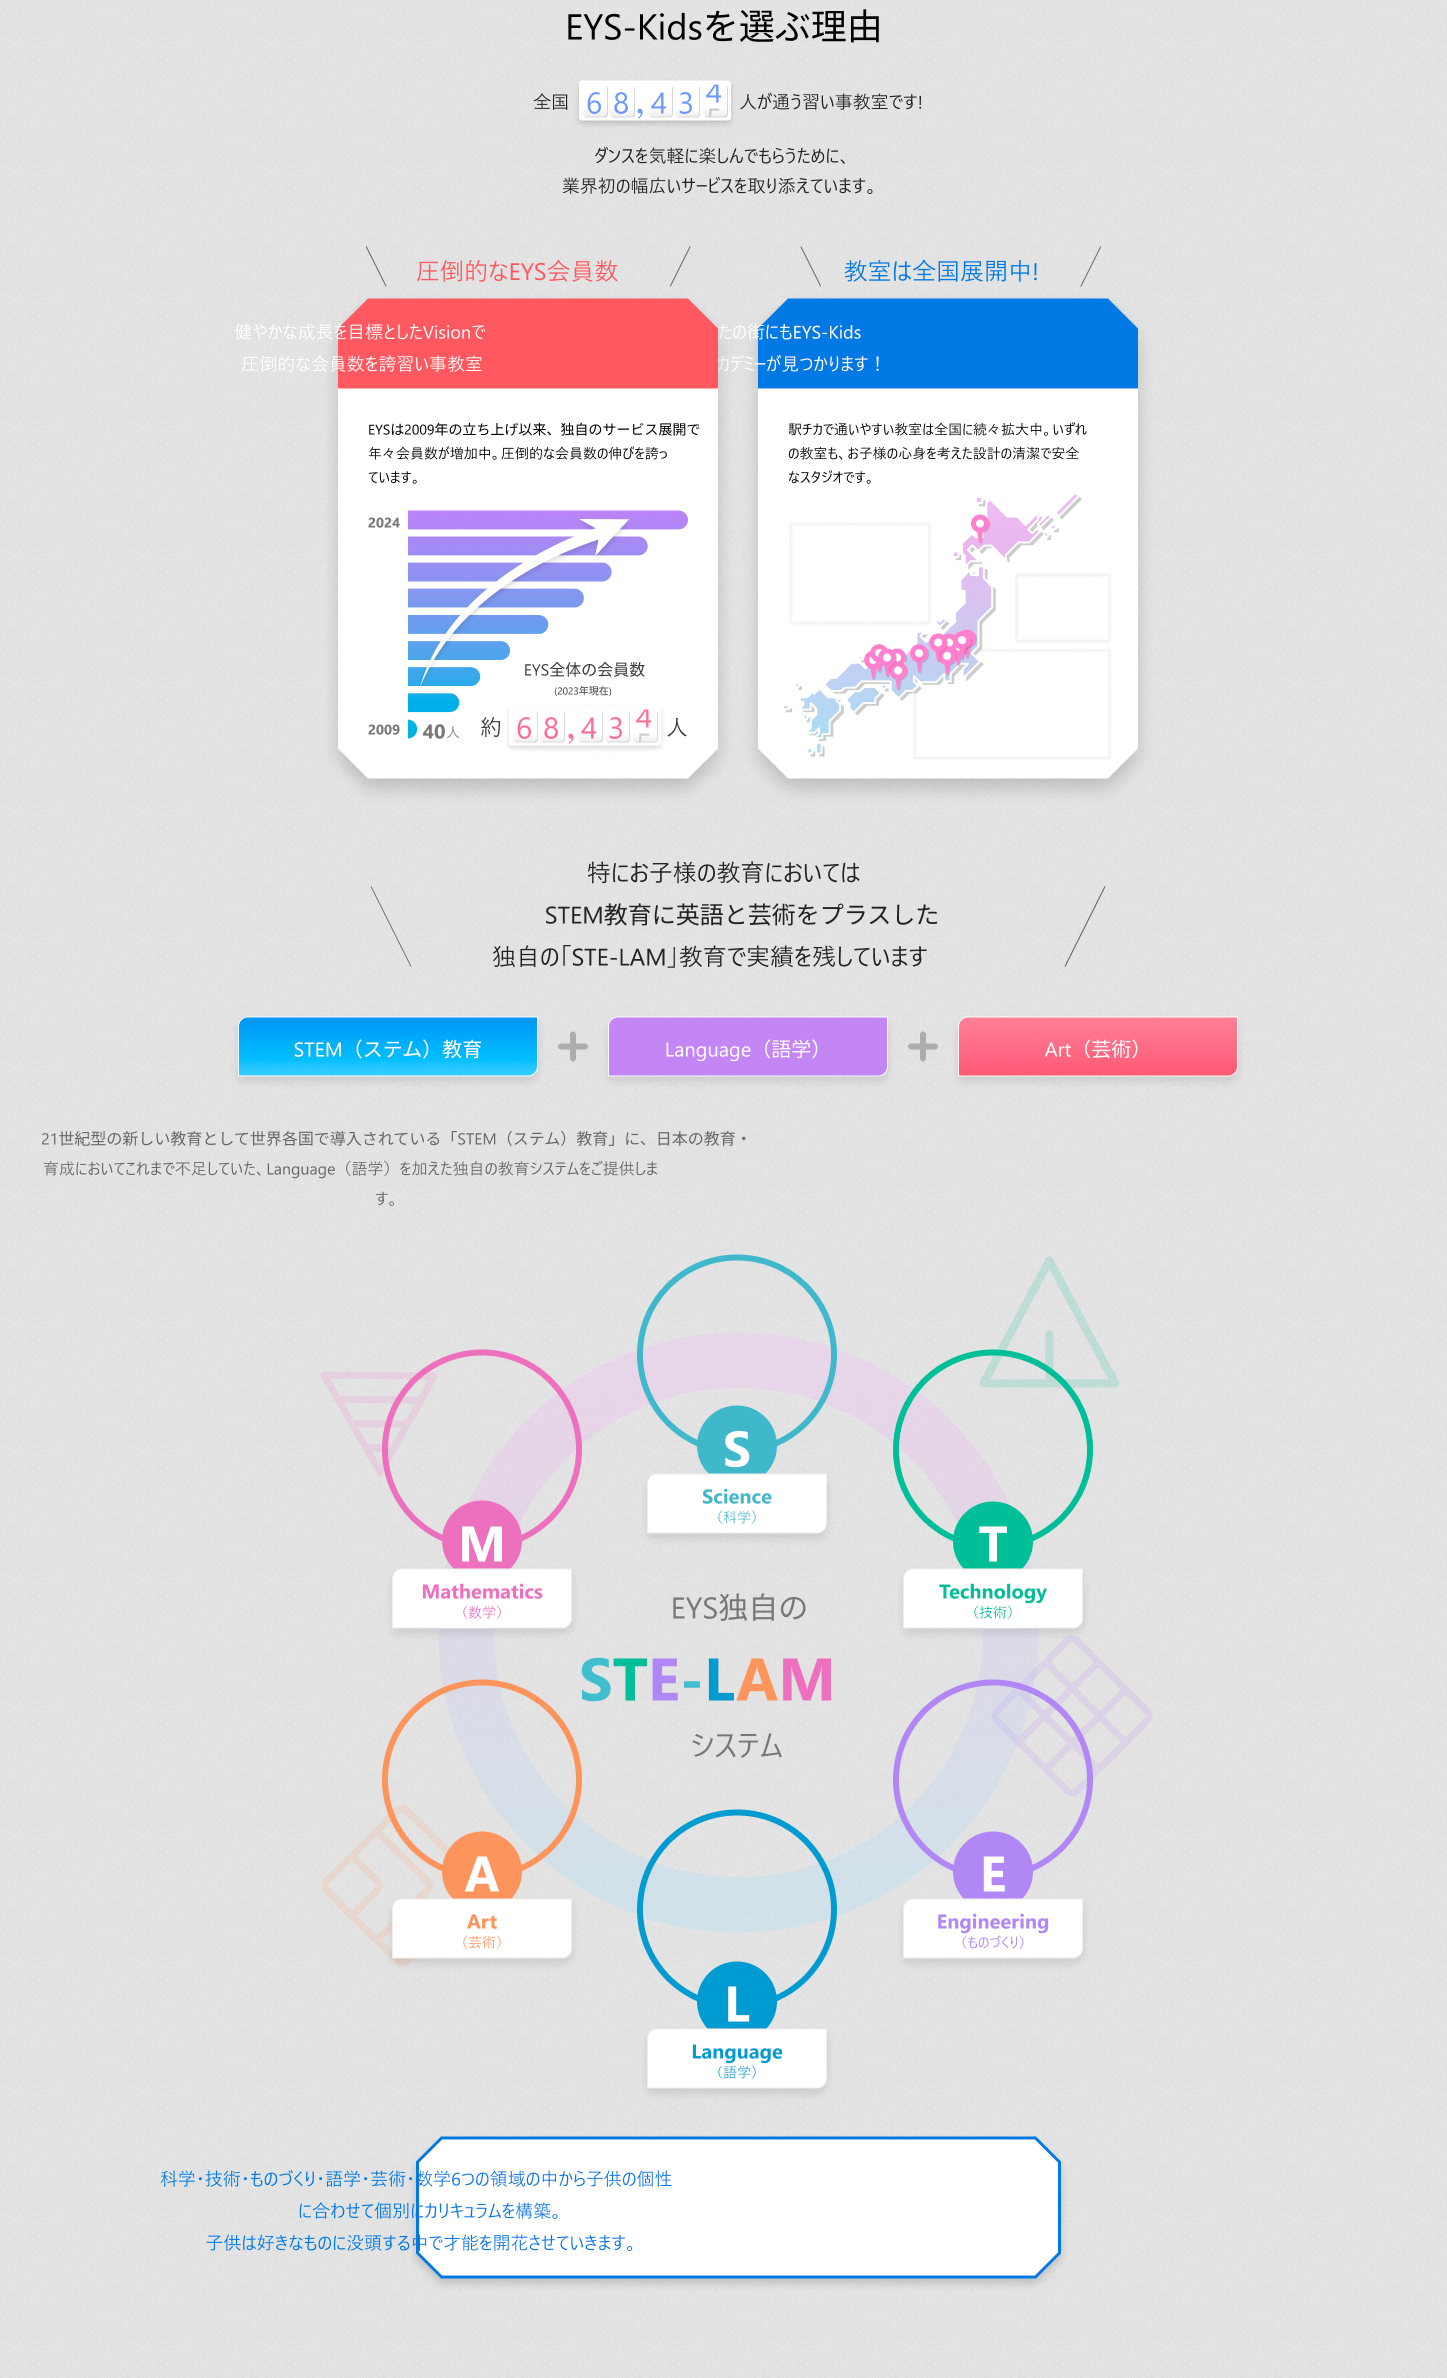 EYS-Kidsを選ぶ理由
全国 68,434 人が通う習い事教室です!
ダンスを気軽に楽しんでもらうために、
業界初の幅広いサービスを取り添えています。
圧倒的なEYS会員数
健やかな成長を目標としたVisionで
圧倒的な会員数を誇習い事教室
EYSは2009年の立ち上げ以来、独自のサービス展開で
年々会員数が増加中。圧倒的な会員数の伸びを誇っ
ています。
2024
EYS全体の会員数
(2023年現在)
2009 40人 約 68,434 人
教室は全国展開中!
たの街にもEYS-Kids
カデミーが見つかります！
駅チカで通いやすい教室は全国に続々拡大中。いずれ
の教室も、お子様の心身を考えた設計の清潔で安全
なスタジオです。
特にお子様の教育においては
STEM教育に英語と芸術をプラスした
独自の「STE-LAM」教育で実績を残しています
STEM（ステム）教育 + Language（語学） + Art（芸術）
21世紀型の新しい教育として世界各国で導入されている「STEM（ステム）教育」に、日本の教育・
育成においてこれまで不足していた、Language（語学）を加えた独自の教育システムをご提供しま
す。
S
Science
（科学）
M
Mathematics
（数学）
T
Technology
（技術）
EYS独自の
STE-LAM
システム
A
Art
（芸術）
E
Engineering
（ものづくり）
L
Language
（語学）
科学・技術・ものづくり・語学・芸術・数学6つの領域の中から子供の個性
に合わせて個別にカリキュラムを構築。
子供は好きなものに没頭する中で才能を開花させていきます。